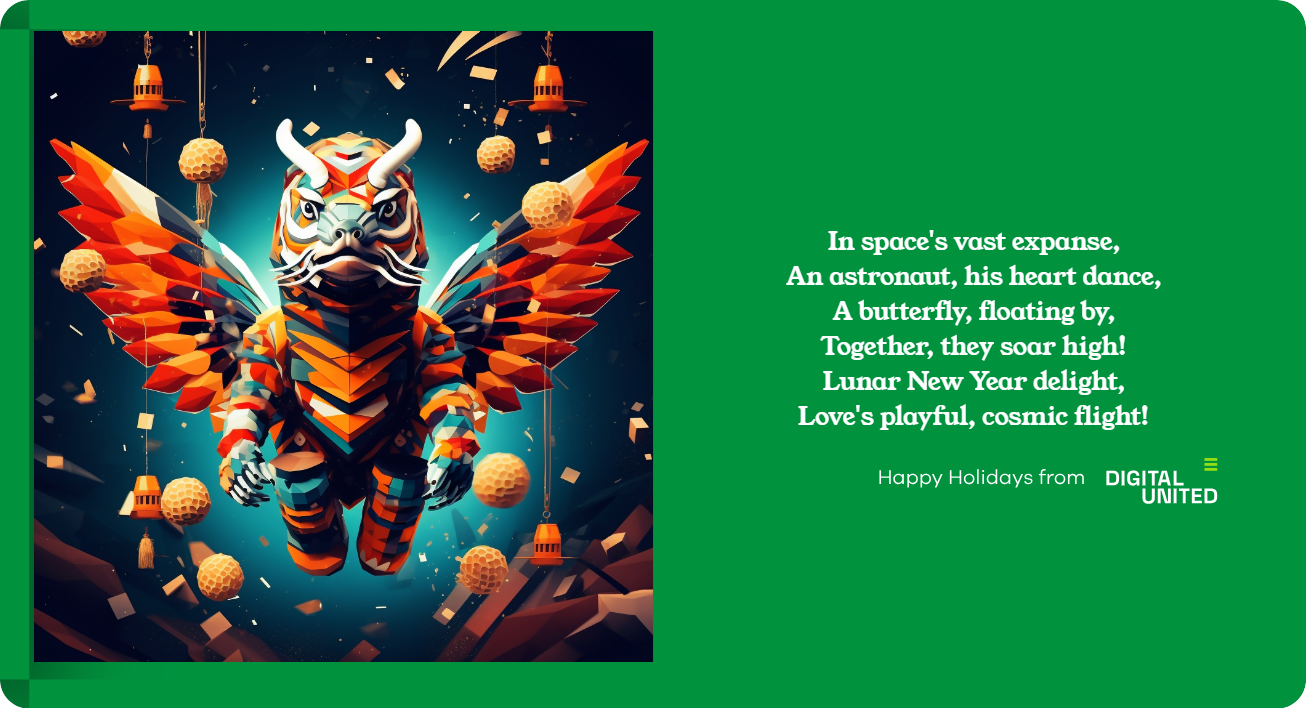 In space's vast expanse,
An astronaut, his heart dance,
A butterfly, floating by,
Together, they soar high!
Lunar New Year delight,
Love's playful, cosmic flight!
Happy Holidays from
DIGITAL
UNITED